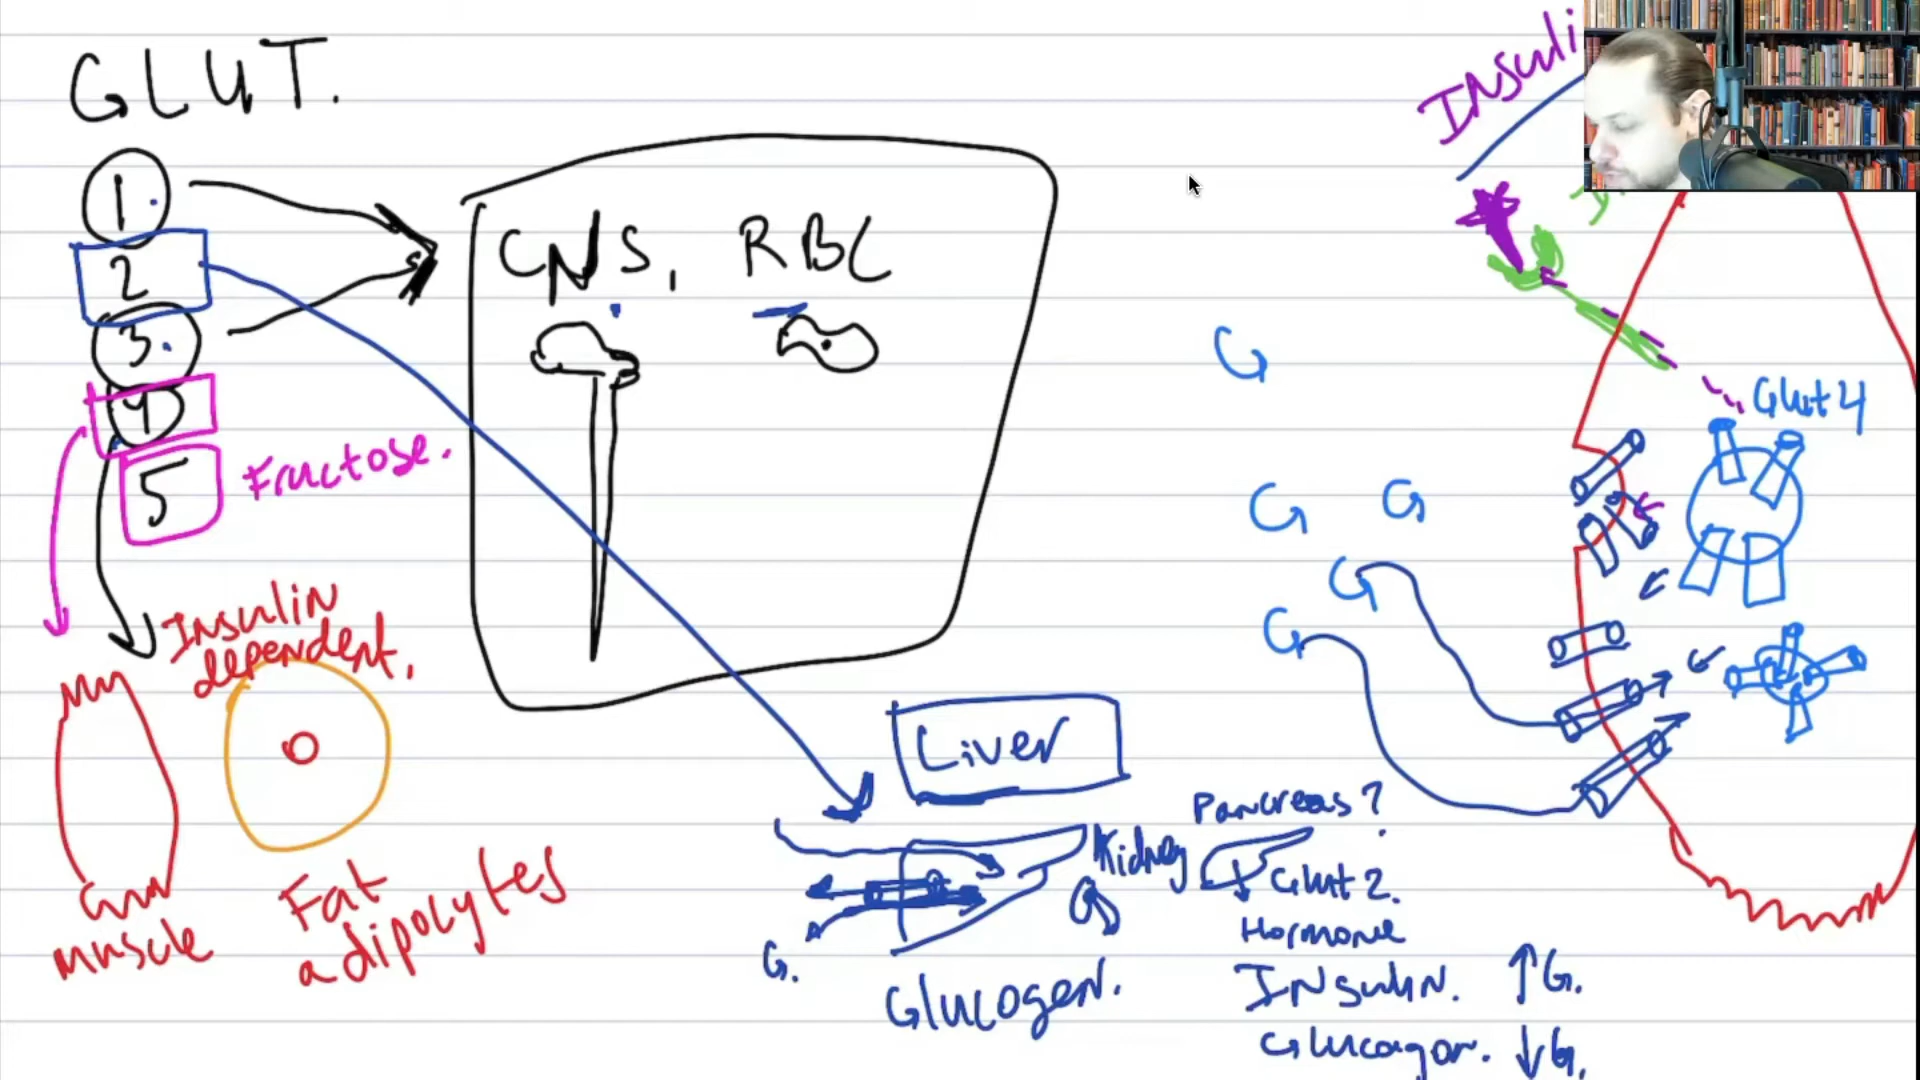 GLUT.
1.
2
3.
4
5
Fructose.
CNS, RBC
Insulin
dependent.
muscle
Fat
adipolytes
Liver
Kidney
G.
Glucogen.
Pancreas?
Glut 2.
Hormone
INsulin. ↑G.
Glucagon. ↓G.
INsuli
Glut 4
G
G G
G
G